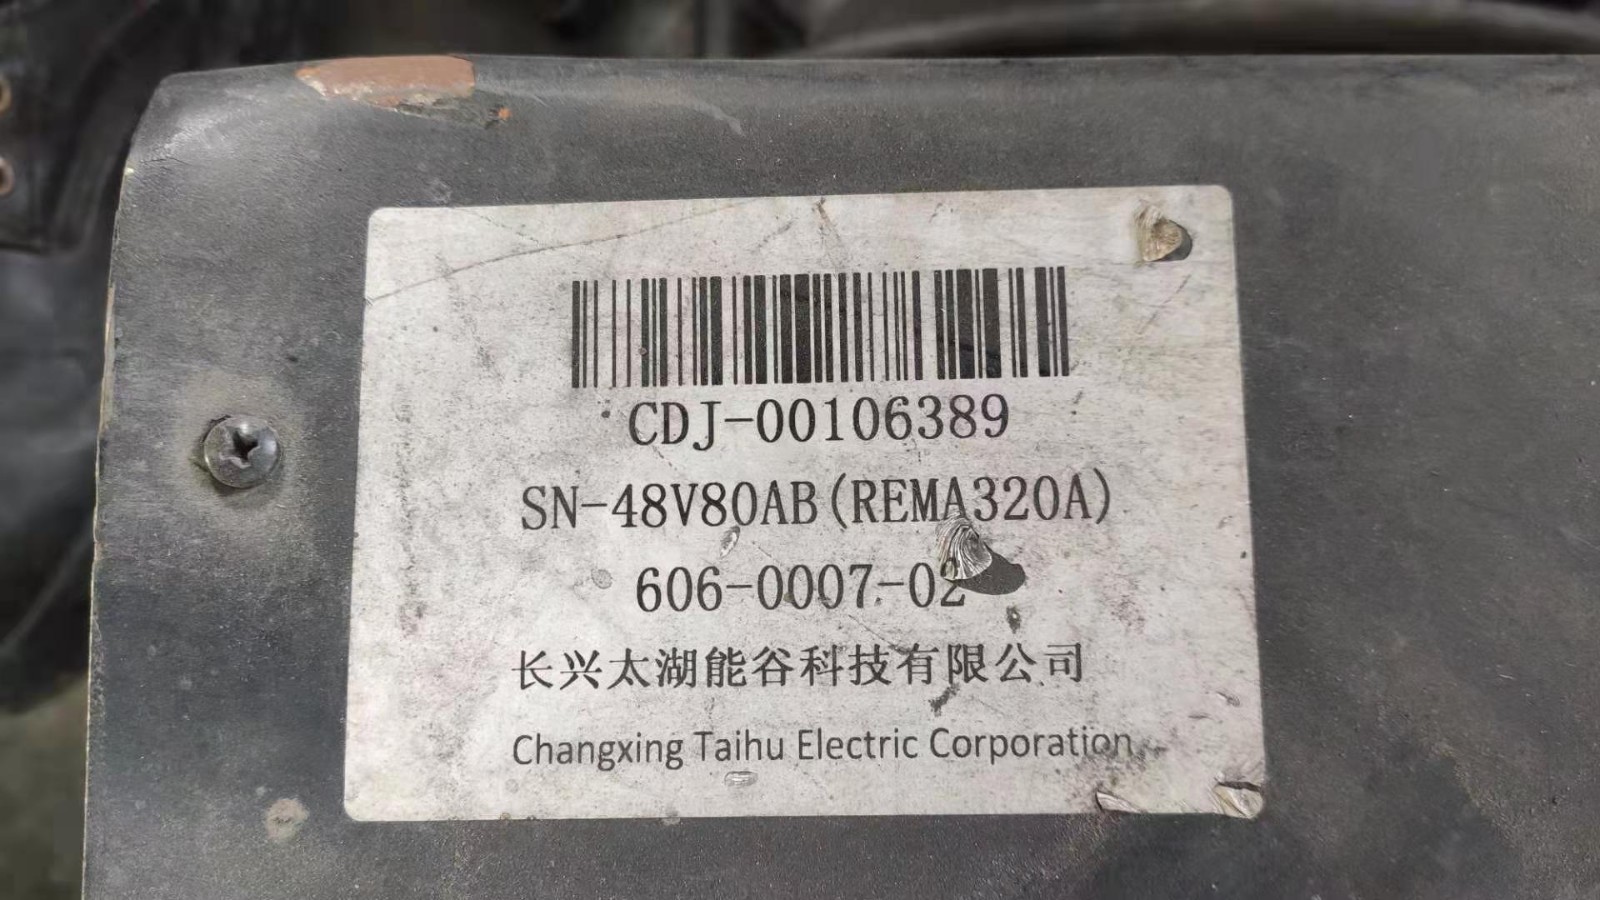 CDJ-00106389
SN-48V80AB(REMA320A)
606-0007-02
长兴太湖能谷科技有限公司
Changxing Taihu Electric Corporation